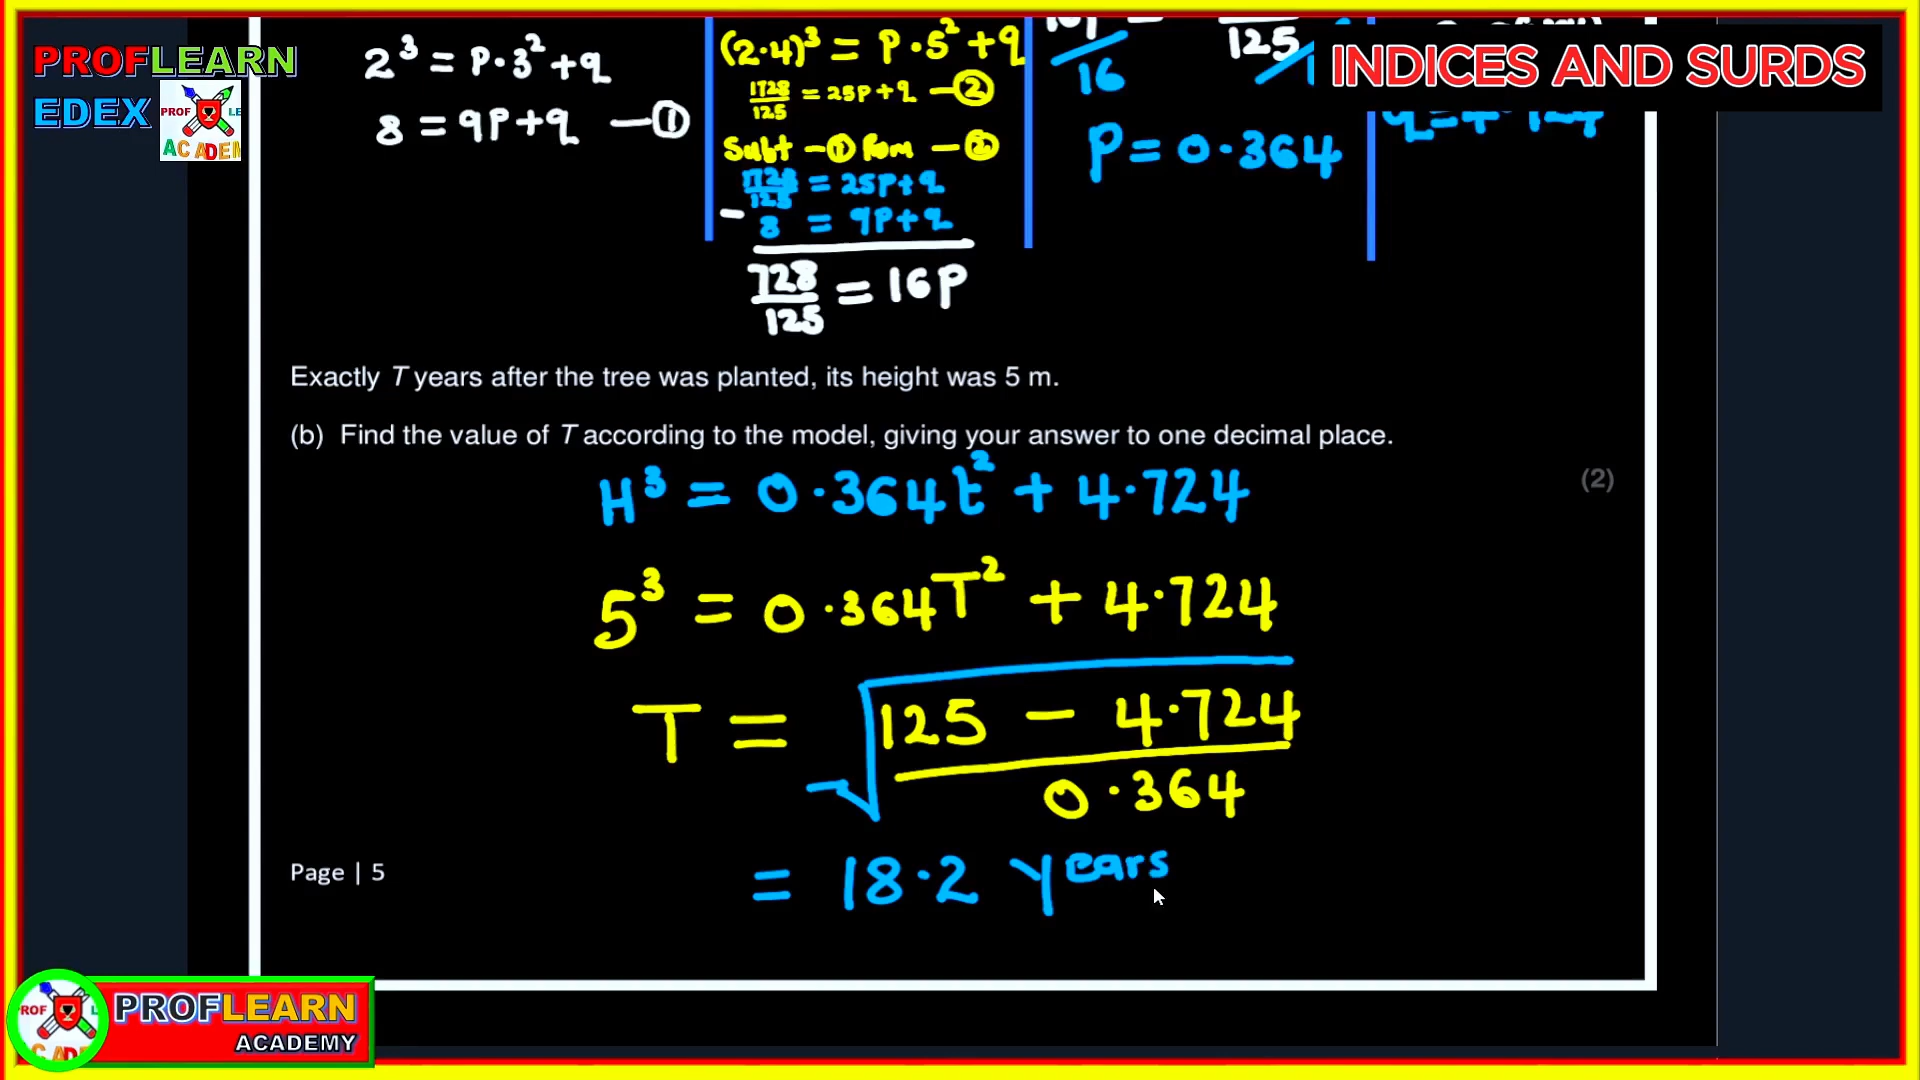 PROFLEARN
EDEX
PROF LE
ACADEM
INDICES AND SURDS
2³ = P·3² + q
8 = 9P + q — ①
(2·4)³ = P·5² + q
1728/125 = 25P + q — ②
Subt — ① from — ②
1728/125 = 25P + q
- 8 = 9P + q
728/125 = 16P
16
125
P = 0·364
Exactly T years after the tree was planted, its height was 5 m.
(b) Find the value of T according to the model, giving your answer to one decimal place.
(2)
H³ = 0·364t² + 4·724
5³ = 0·364T² + 4·724
T = √((125 - 4·724)/0·364)
= 18·2 years
Page | 5
PROFLEARN
ACADEMY